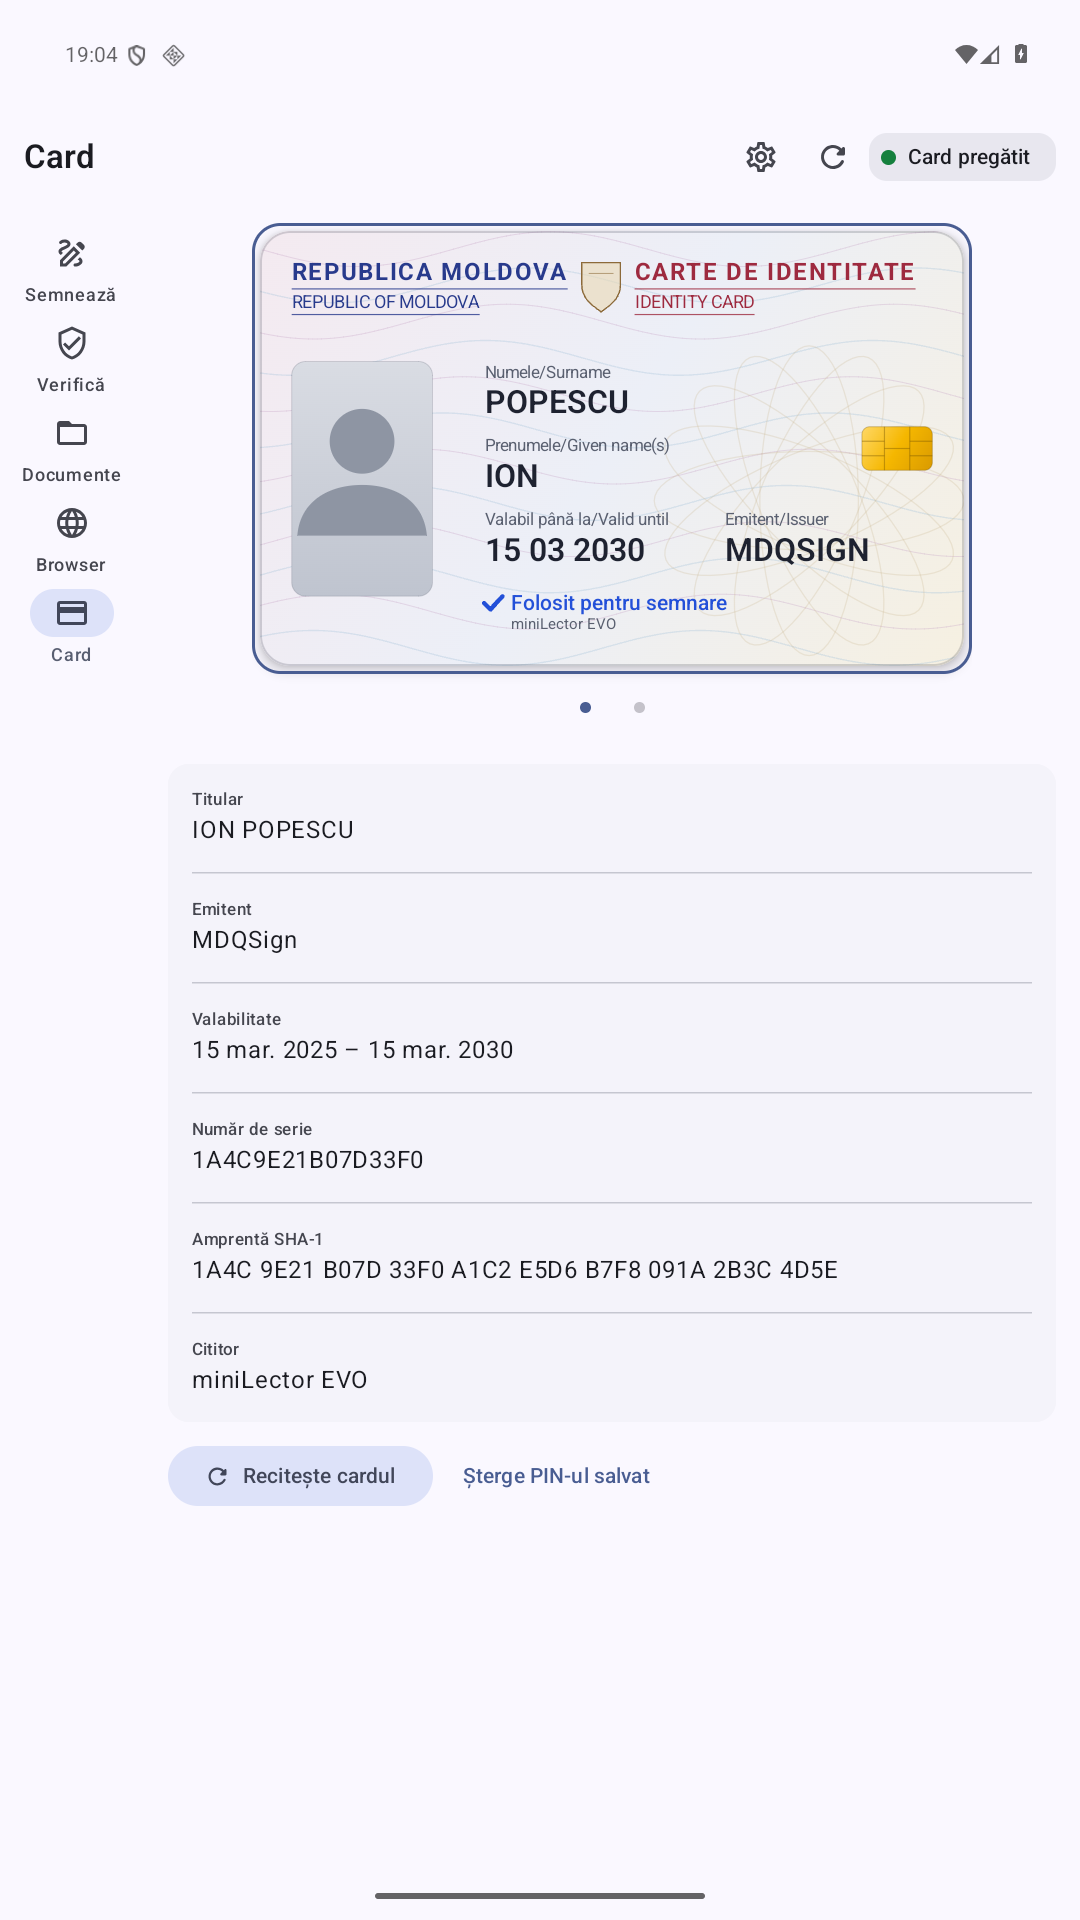 19:04
Card
Card pregătit
Semnează
Verifică
Documente
Browser
Card
REPUBLICA MOLDOVA
REPUBLIC OF MOLDOVA
CARTE DE IDENTITATE
IDENTITY CARD
Numele/Surname
POPESCU
Prenumele/Given name(s)
ION
Valabil până la/Valid until
15 03 2030
Emitent/Issuer
MDQSIGN
Folosit pentru semnare
miniLector EVO
Titular
ION POPESCU
Emitent
MDQSign
Valabilitate
15 mar. 2025 – 15 mar. 2030
Număr de serie
1A4C9E21B07D33F0
Amprentă SHA-1
1A4C 9E21 B07D 33F0 A1C2 E5D6 B7F8 091A 2B3C 4D5E
Cititor
miniLector EVO
Recitește cardul
Șterge PIN-ul salvat